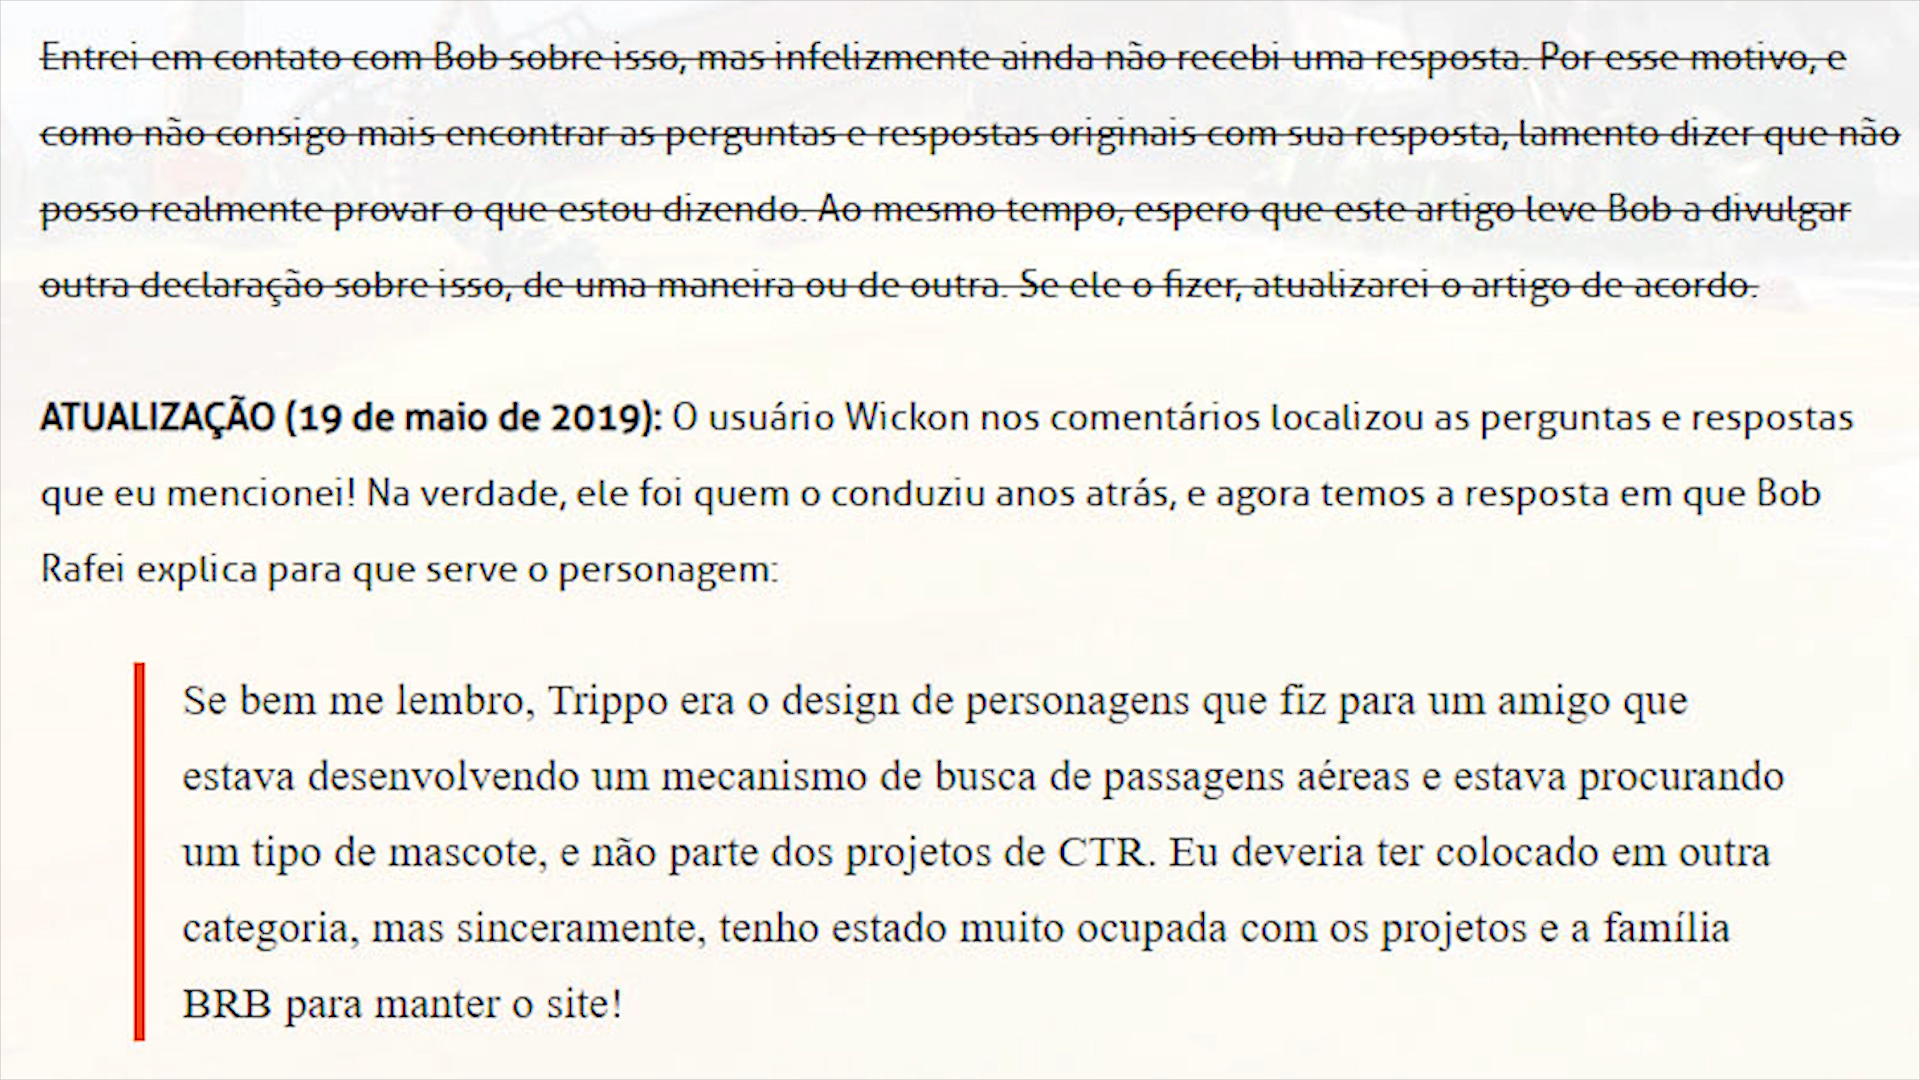 Entrei em contato com Bob sobre isso, mas infelizmente ainda não recebi uma resposta. Por esse motivo, e
como não consigo mais encontrar as perguntas e respostas originais com sua resposta, lamento dizer que não
posso realmente provar o que estou dizendo. Ao mesmo tempo, espero que este artigo leve Bob a divulgar
outra declaração sobre isso, de uma maneira ou de outra. Se ele o fizer, atualizarei o artigo de acordo.
ATUALIZAÇÃO (19 de maio de 2019): O usuário Wickon nos comentários localizou as perguntas e respostas
que eu mencionei! Na verdade, ele foi quem o conduziu anos atrás, e agora temos a resposta em que Bob
Rafei explica para que serve o personagem:
Se bem me lembro, Trippo era o design de personagens que fiz para um amigo que
estava desenvolvendo um mecanismo de busca de passagens aéreas e estava procurando
um tipo de mascote, e não parte dos projetos de CTR. Eu deveria ter colocado em outra
categoria, mas sinceramente, tenho estado muito ocupada com os projetos e a família
BRB para manter o site!